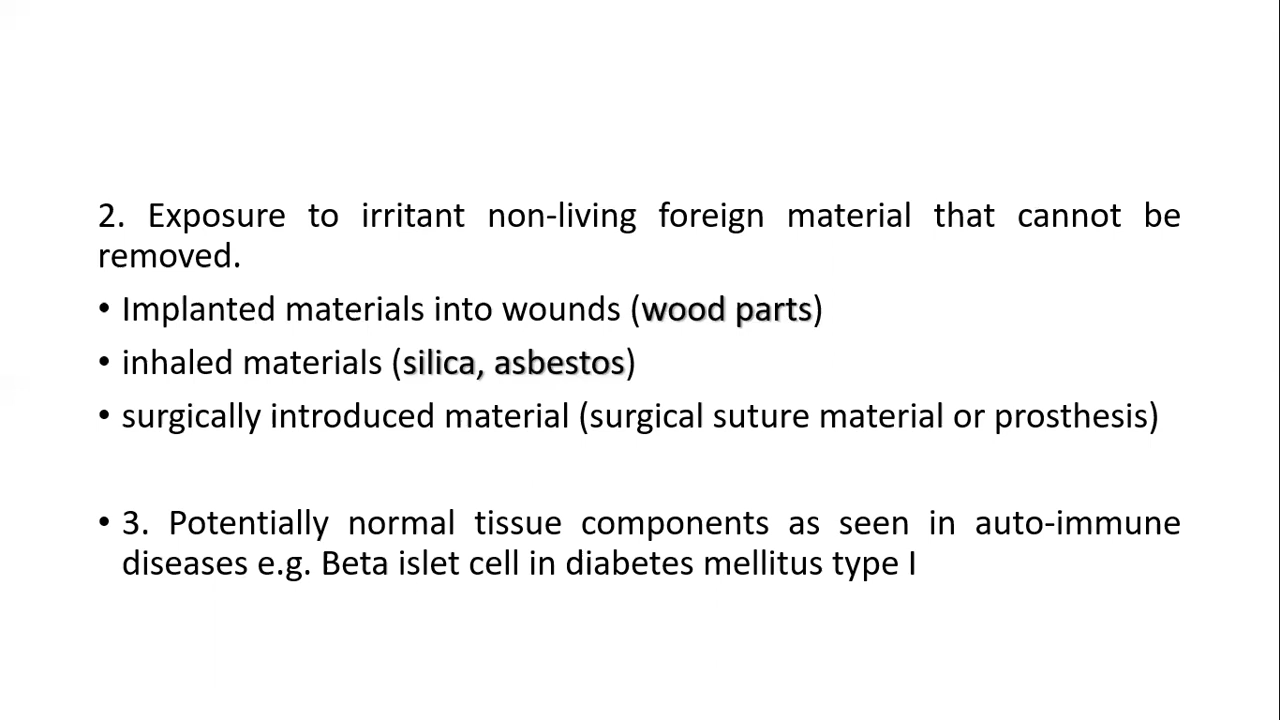 2. Exposure to irritant non-living foreign material that cannot be
removed.
• Implanted materials into wounds (wood parts)
• inhaled materials (silica, asbestos)
• surgically introduced material (surgical suture material or prosthesis)
• 3. Potentially normal tissue components as seen in auto-immune
diseases e.g. Beta islet cell in diabetes mellitus type I